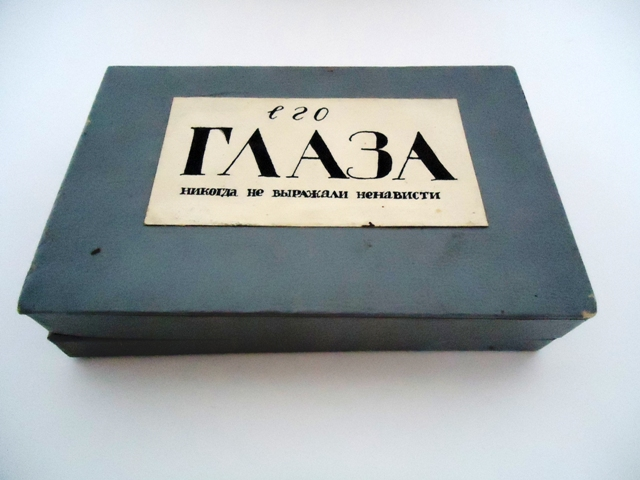 его
ГЛАЗА
никогда не выражали ненависти